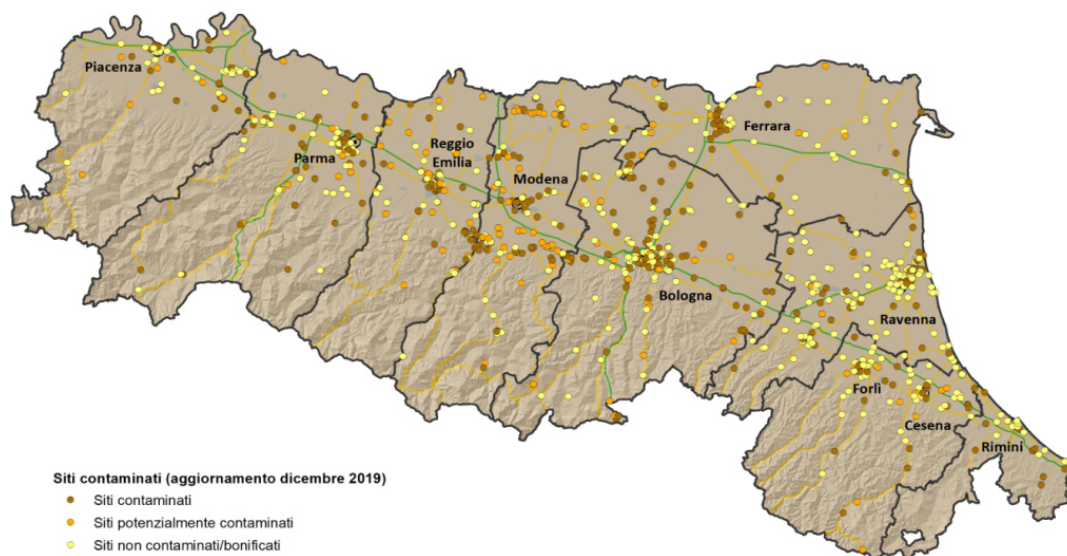 Piacenza
Parma
Reggio
Emilia
Modena
Ferrara
Bologna
Ravenna
Forlì
Cesena
Rimini
Siti contaminati (aggiornamento dicembre 2019)
Siti contaminati
Siti potenzialmente contaminati
Siti non contaminati/bonificati